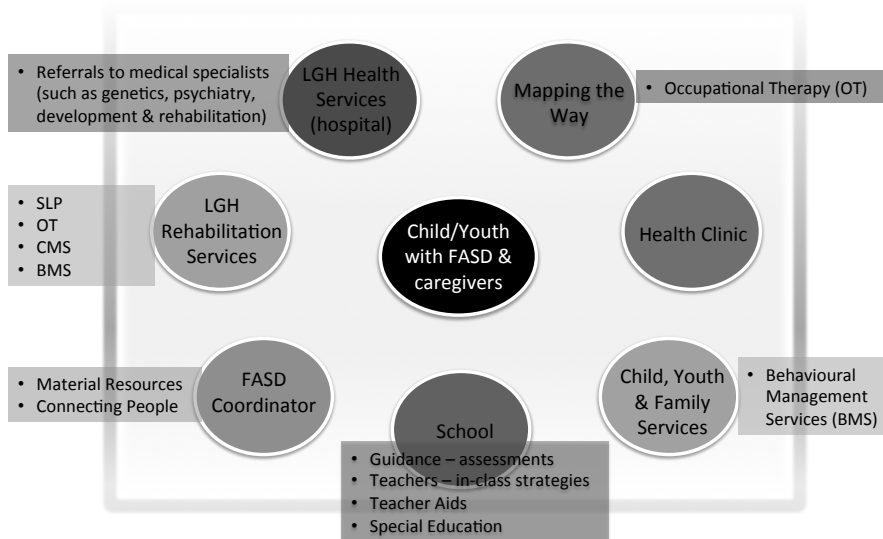 • Referrals to medical specialists
(such as genetics, psychiatry,
development & rehabilitation)
LGH Health
Services
(hospital)
Mapping the
Way
• Occupational Therapy (OT)
• SLP
• OT
• CMS
• BMS
LGH
Rehabilitation
Services
Child/Youth
with FASD &
caregivers
Health Clinic
• Material Resources
• Connecting People
FASD
Coordinator
School
• Guidance – assessments
• Teachers – in-class strategies
• Teacher Aids
• Special Education
Child, Youth
& Family
Services
• Behavioural
Management
Services (BMS)